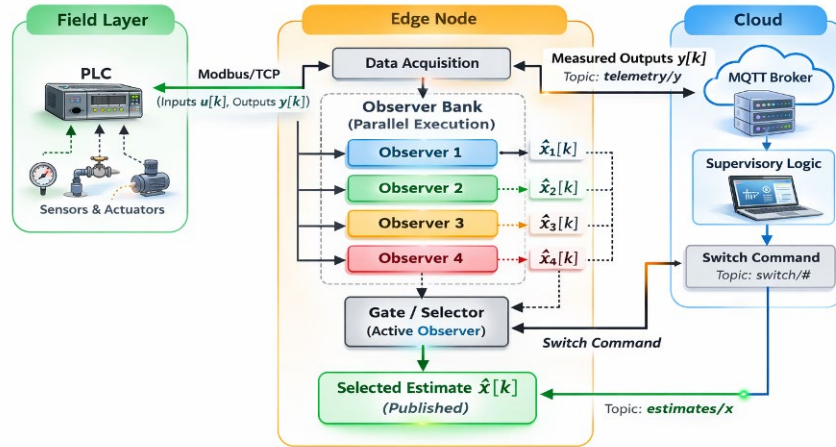 Field Layer
PLC
Sensors & Actuators
Modbus/TCP
(Inputs u[k], Outputs y[k])
Edge Node
Data Acquisition
Observer Bank
(Parallel Execution)
Observer 1
x̂₁[k]
Observer 2
x̂₂[k]
Observer 3
x̂₃[k]
Observer 4
x̂₄[k]
Gate / Selector
(Active Observer)
Selected Estimate x̂[k]
(Published)
Measured Outputs y[k]
Topic: telemetry/y
Switch Command
Topic: estimates/x
Cloud
MQTT Broker
Supervisory Logic
Switch Command
Topic: switch/#